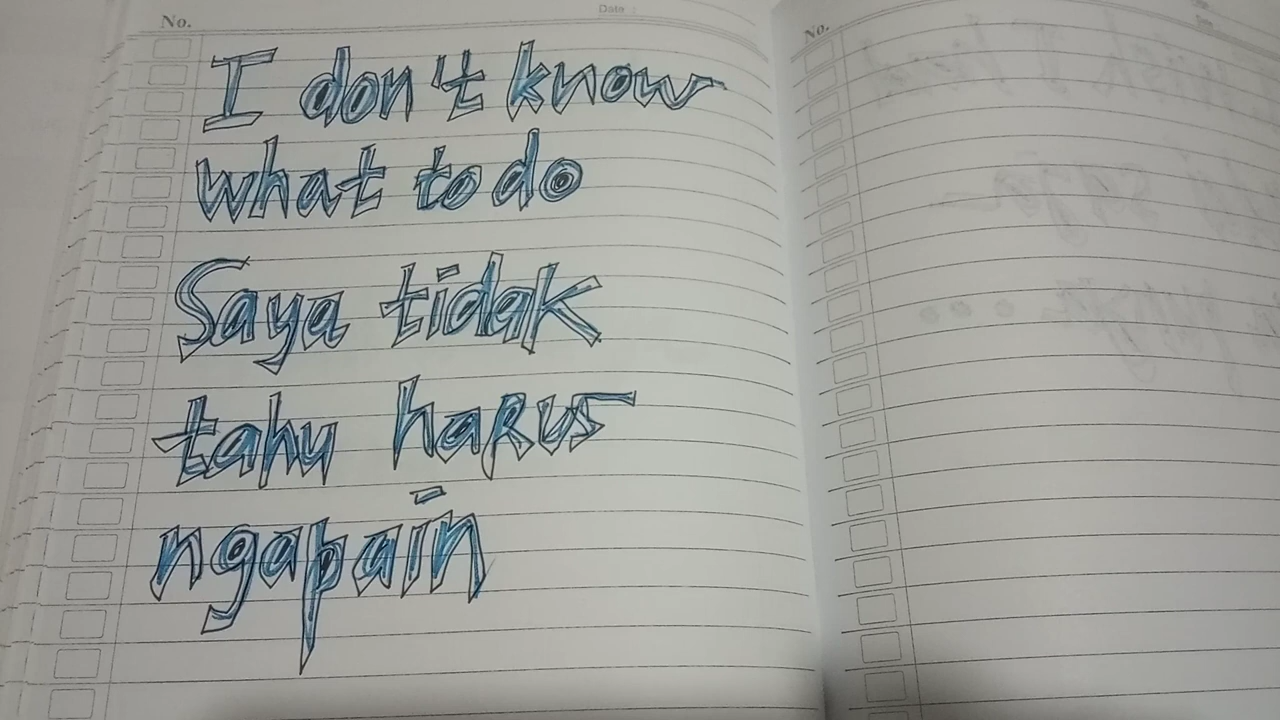 No.
Date :
No.
I don't know
what to do
Saya tidak
tahu harus
ngapain